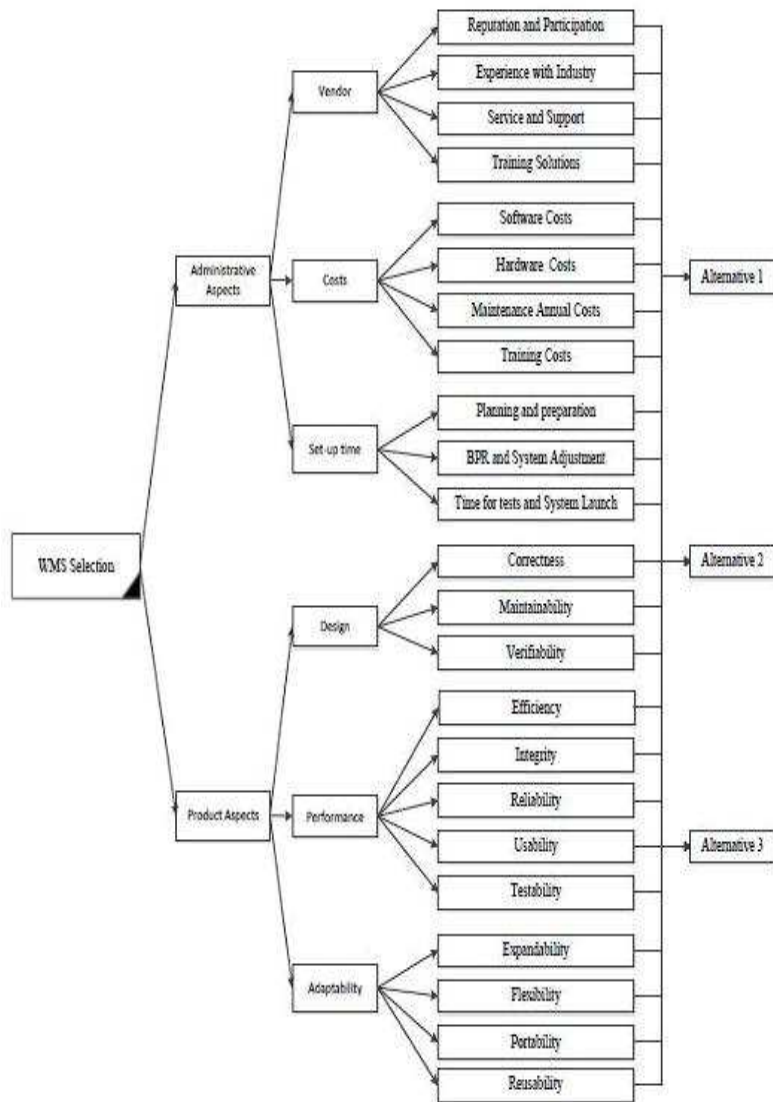 Reputation and Participation
Experience with Industry
Vendor
Service and Support
Training Solutions
Software Costs
Administrative
Aspects
Costs
Hardware Costs
Alternative 1
Maintenance Annual Costs
Training Costs
Planning and preparation
Set-up time
BPR and System Adjustment
Time for tests and System Launch
WMS Selection
Correctness
Alternative 2
Design
Maintainability
Verifiability
Efficiency
Integrity
Product Aspects
Performance
Reliability
Usability
Alternative 3
Testability
Expandability
Adaptability
Flexibility
Portability
Reusability